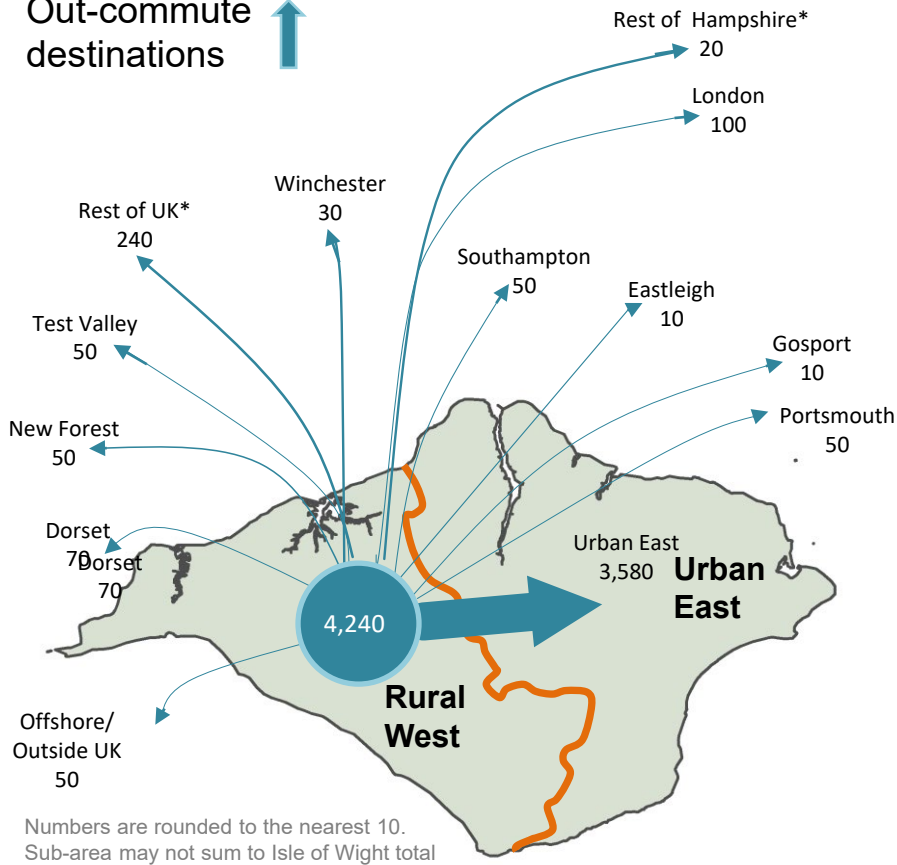 Out-commute
destinations
Rest of Hampshire*
20
London
100
Winchester
30
Rest of UK*
240
Southampton
50
Eastleigh
10
Test Valley
50
Gosport
10
New Forest
50
Portsmouth
50
Dorset
70
Dorset
70
Urban East
3,580
Urban
East
4,240
Rural
West
Offshore/
Outside UK
50
Numbers are rounded to the nearest 10.
Sub-area may not sum to Isle of Wight total